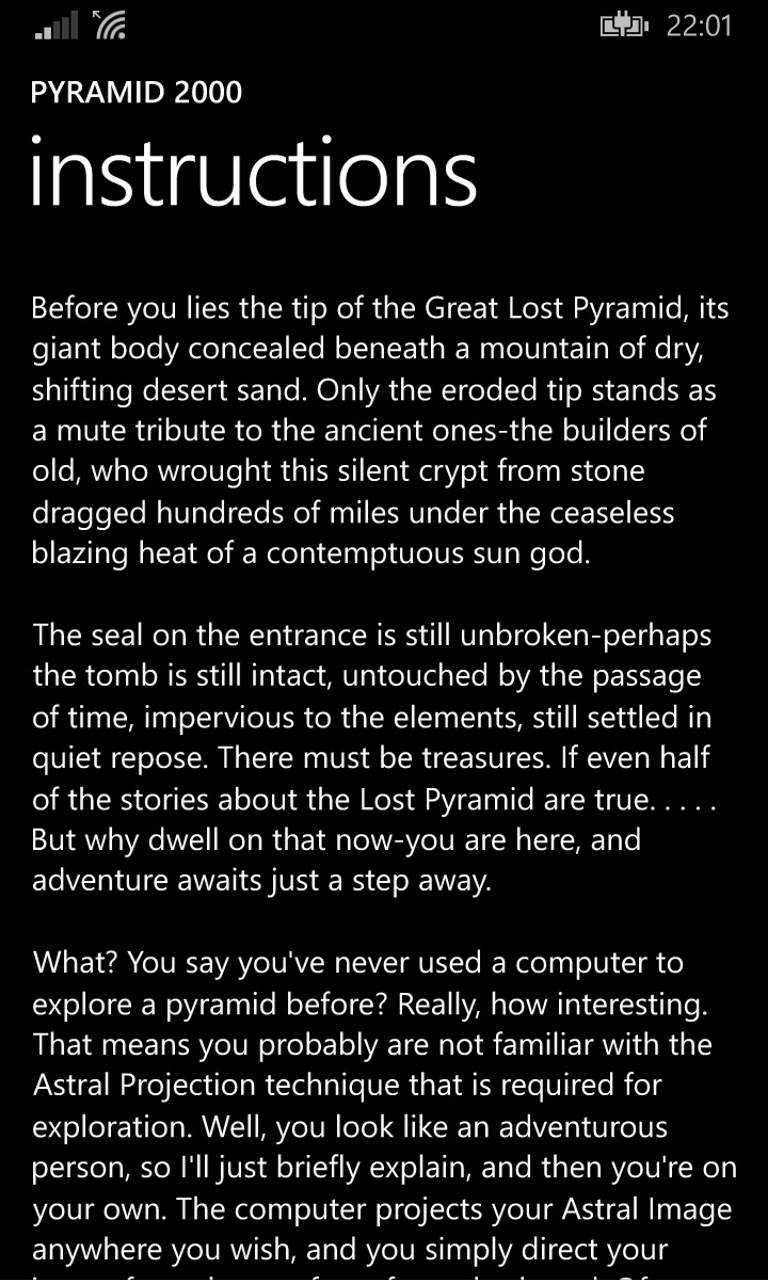 22:01
PYRAMID 2000
instructions
Before you lies the tip of the Great Lost Pyramid, its
giant body concealed beneath a mountain of dry,
shifting desert sand. Only the eroded tip stands as
a mute tribute to the ancient ones-the builders of
old, who wrought this silent crypt from stone
dragged hundreds of miles under the ceaseless
blazing heat of a contemptuous sun god.
The seal on the entrance is still unbroken-perhaps
the tomb is still intact, untouched by the passage
of time, impervious to the elements, still settled in
quiet repose. There must be treasures. If even half
of the stories about the Lost Pyramid are true. . . . .
But why dwell on that now-you are here, and
adventure awaits just a step away.
What? You say you've never used a computer to
explore a pyramid before? Really, how interesting.
That means you probably are not familiar with the
Astral Projection technique that is required for
exploration. Well, you look like an adventurous
person, so I'll just briefly explain, and then you're on
your own. The computer projects your Astral Image
anywhere you wish, and you simply direct your